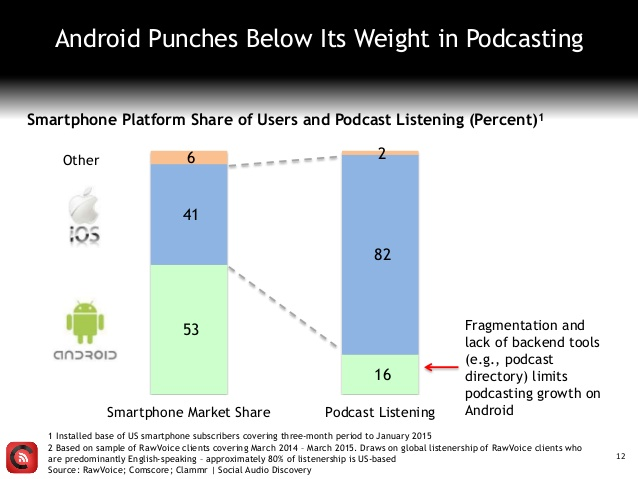 Android Punches Below Its Weight in Podcasting
Smartphone Platform Share of Users and Podcast Listening (Percent)¹
Other
6
2
iOS
41
82
ANDROID
53
16
Fragmentation and
lack of backend tools
(e.g., podcast
directory) limits
podcasting growth on
Android
Smartphone Market Share
Podcast Listening
1 Installed base of US smartphone subscribers covering three-month period to January 2015
2 Based on sample of RawVoice clients covering March 2014 – March 2015. Draws on global listenership of RawVoice clients who
are predominantly English-speaking – approximately 80% of listenership is US-based
Source: RawVoice; Comscore; Clammr | Social Audio Discovery
12